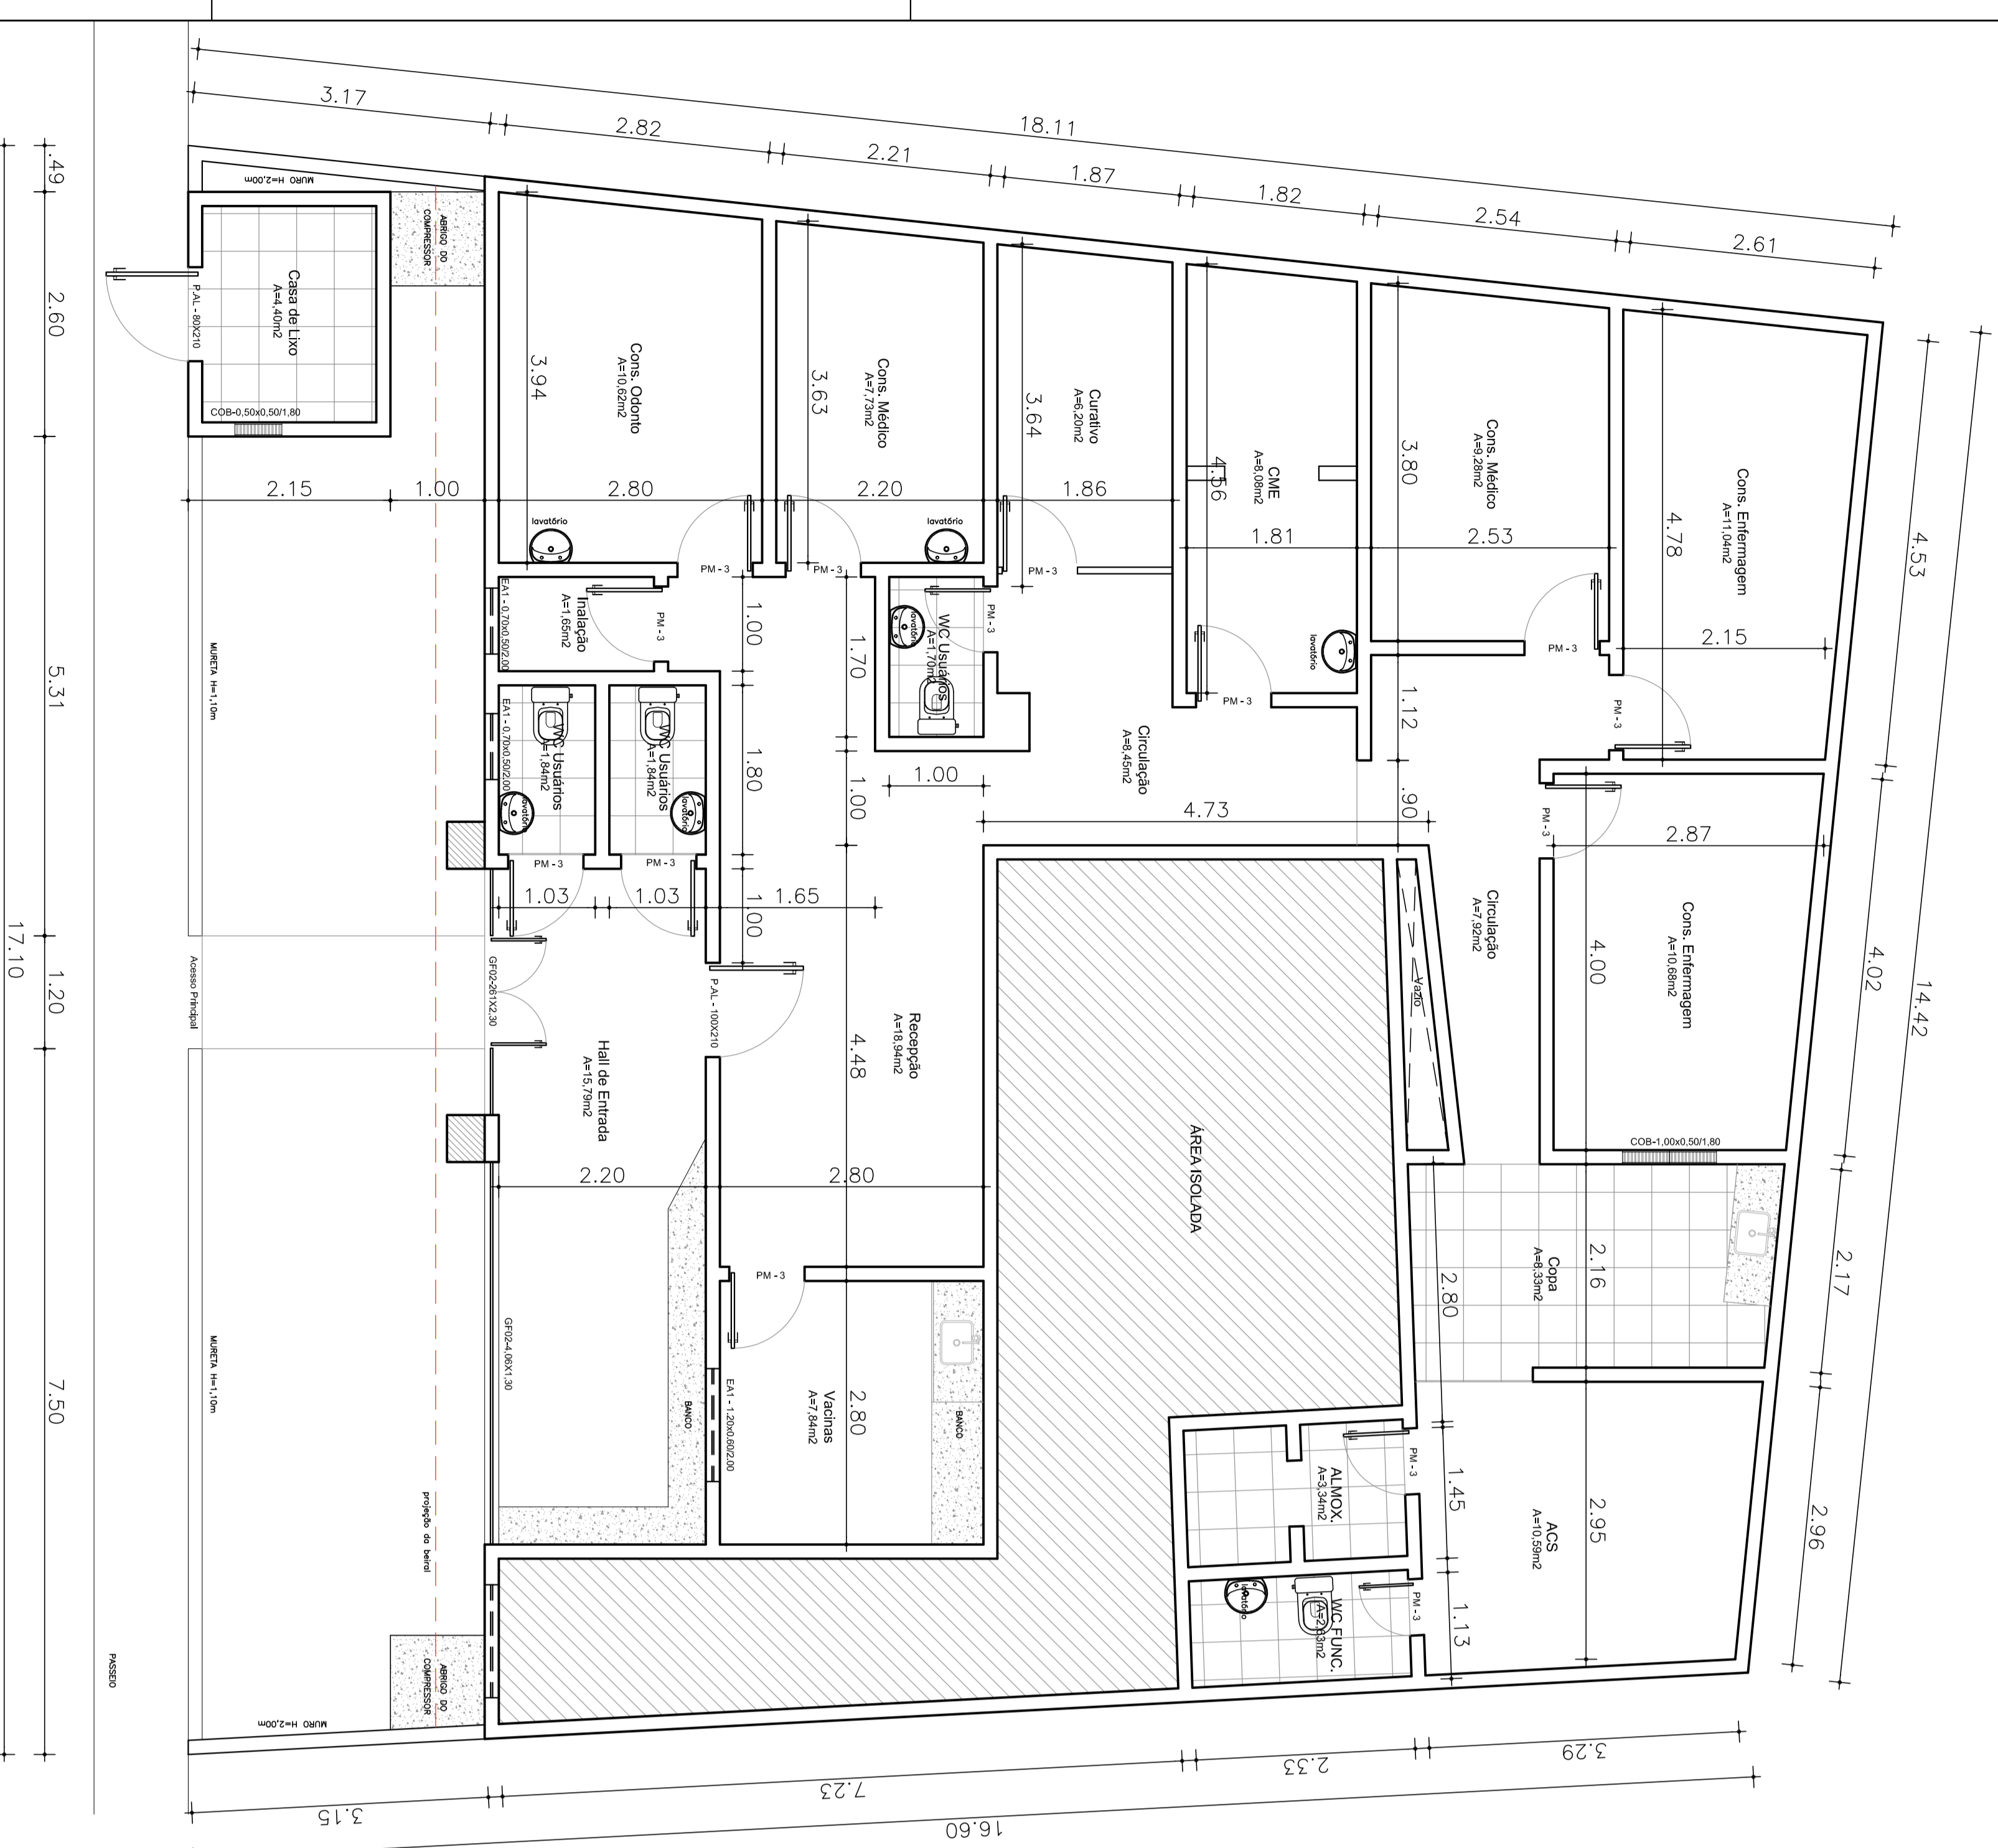 18.11
3.17
2.82
2.21
1.87
1.82
2.54
2.61
.49
2.60
5.31
1.20
7.50
17.10
4.53
4.02
14.42
2.17
2.96
MURO H=2,00m
ABRIGO DO
COMPRESSOR
P.AL - 80X210
Casa de Lixo
A=4,40m2
COB-0,50x0,50/1,80
Cons. Odonto
A=10,62m2
3.94
lavatório
PM - 3
Cons. Médico
A=7,73m2
3.63
lavatório
PM - 3
Curativo
A=6,20m2
3.64
PM - 3
CME
A=8,08m2
4.56
lavatório
PM - 3
Cons. Médico
A=9,28m2
3.80
PM - 3
Cons. Enfermagem
A=11,04m2
4.78
2.15
PM - 3
2.15
1.00
2.80
2.20
1.86
1.81
2.53
EA1 - 0,70x0,50/2,00
Inalação
A=1,65m2
PM - 3
1.00
1.70
WC Usuários
A=1,70m2
lavatório
PM - 3
1.00
Circulação
A=8,45m2
1.12
.90
4.73
EA1 - 0,70x0,50/2,00
WC Usuários
A=1,84m2
lavatório
WC Usuários
A=1,84m2
lavatório
1.80
1.00
PM - 3
PM - 3
1.03
1.03
1.65
1.00
MURETA H=1,10m
Acesso Principal
GF02-261X2,30
P.AL - 100X210
Hall de Entrada
A=15,79m2
Recepção
A=18,94m2
4.48
2.20
2.80
ÁREA ISOLADA
Vazio
Circulação
A=7,92m2
PM - 3
2.87
Cons. Enfermagem
A=10,68m2
4.00
COB-1,00x0,50/1,80
Copa
A=8,33m2
2.16
2.80
GF02-4,06X1,30
BANCO
EA1 - 1,20x0,60/2,00
PM - 3
Vacinas
A=7,84m2
2.80
BANCO
ALMOX.
A=3,34m2
PM - 3
1.45
ACS
A=10,59m2
2.95
WC FUNC.
lavatório
PM - 3
1.13
MURETA H=1,10m
projeção da beiral
PASSEIO
ABRIGO DO
COMPRESSOR
MURO H=2,00m
3.15
7.23
2.33
3.29
16.60